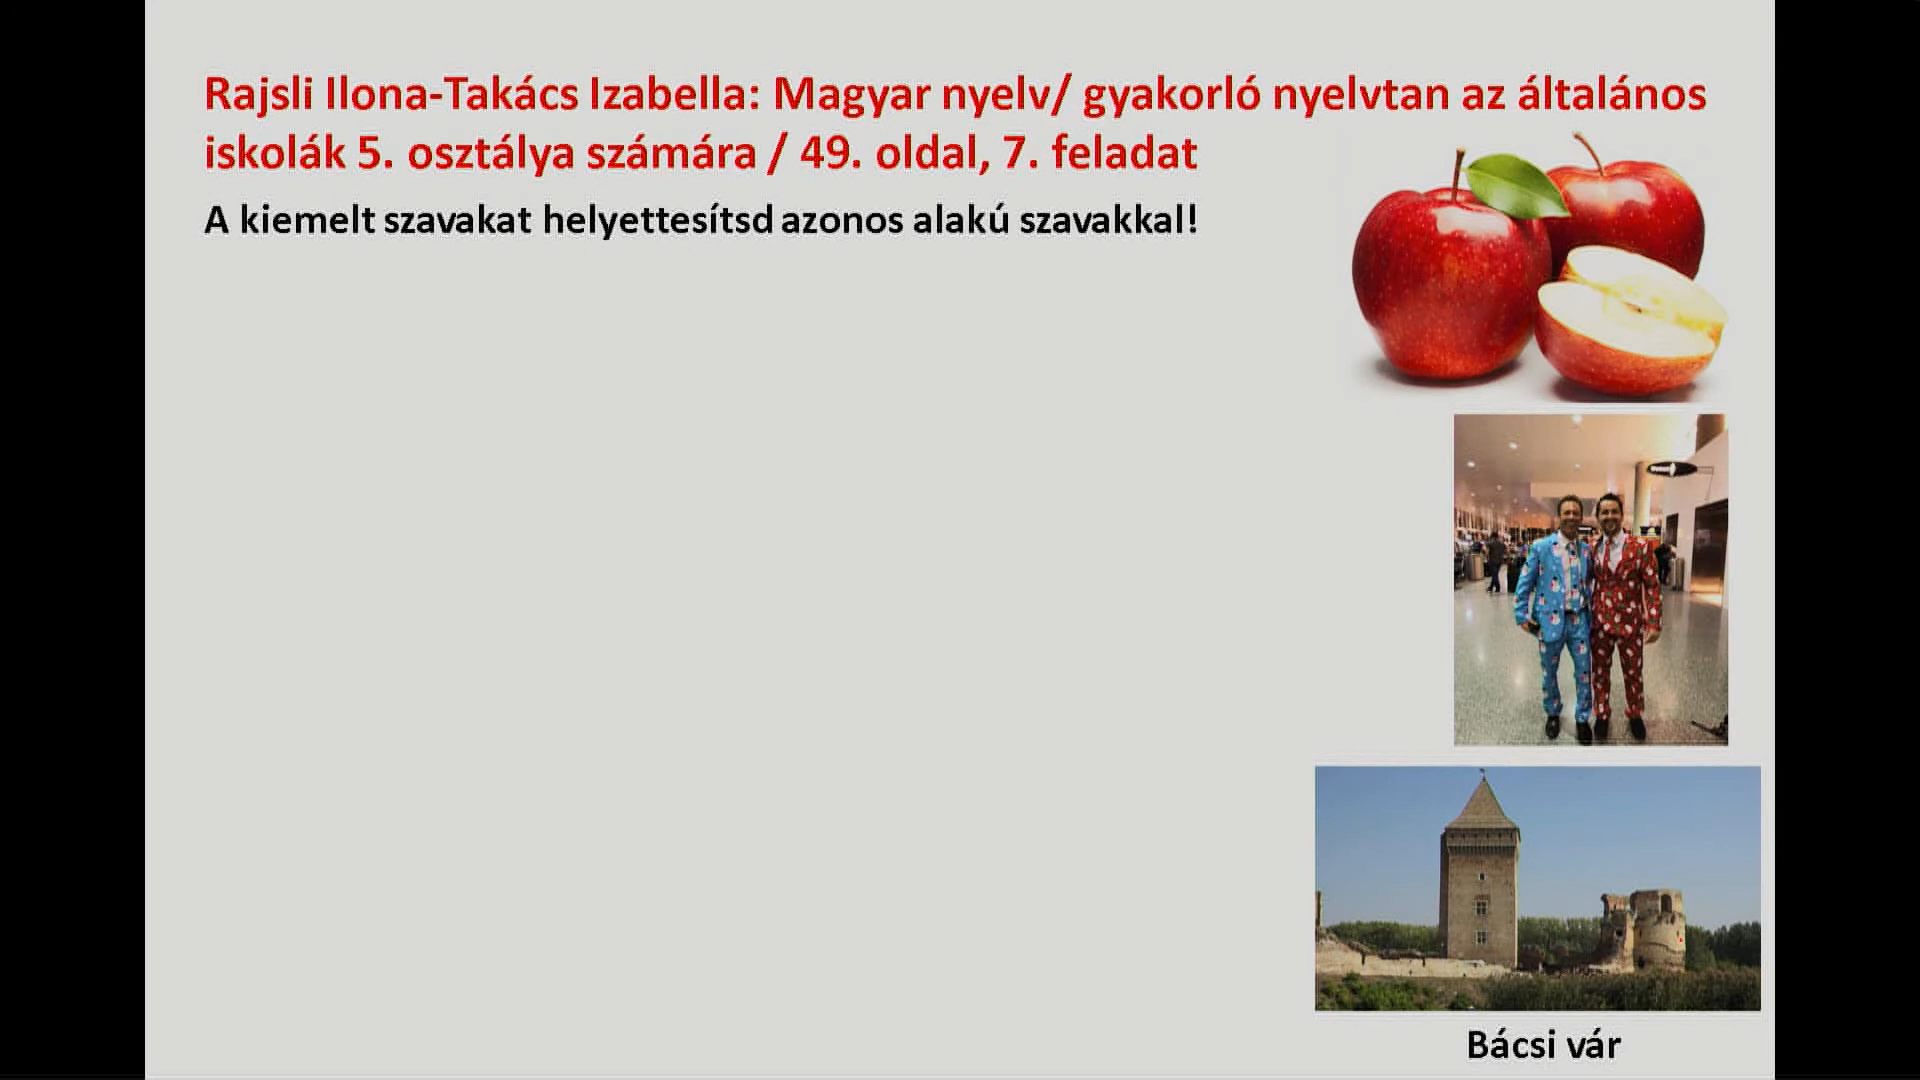 Rajsli Ilona-Takács Izabella: Magyar nyelv/ gyakorló nyelvtan az általános
iskolák 5. osztálya számára / 49. oldal, 7. feladat
A kiemelt szavakat helyettesítsd azonos alakú szavakkal!
Bácsi vár